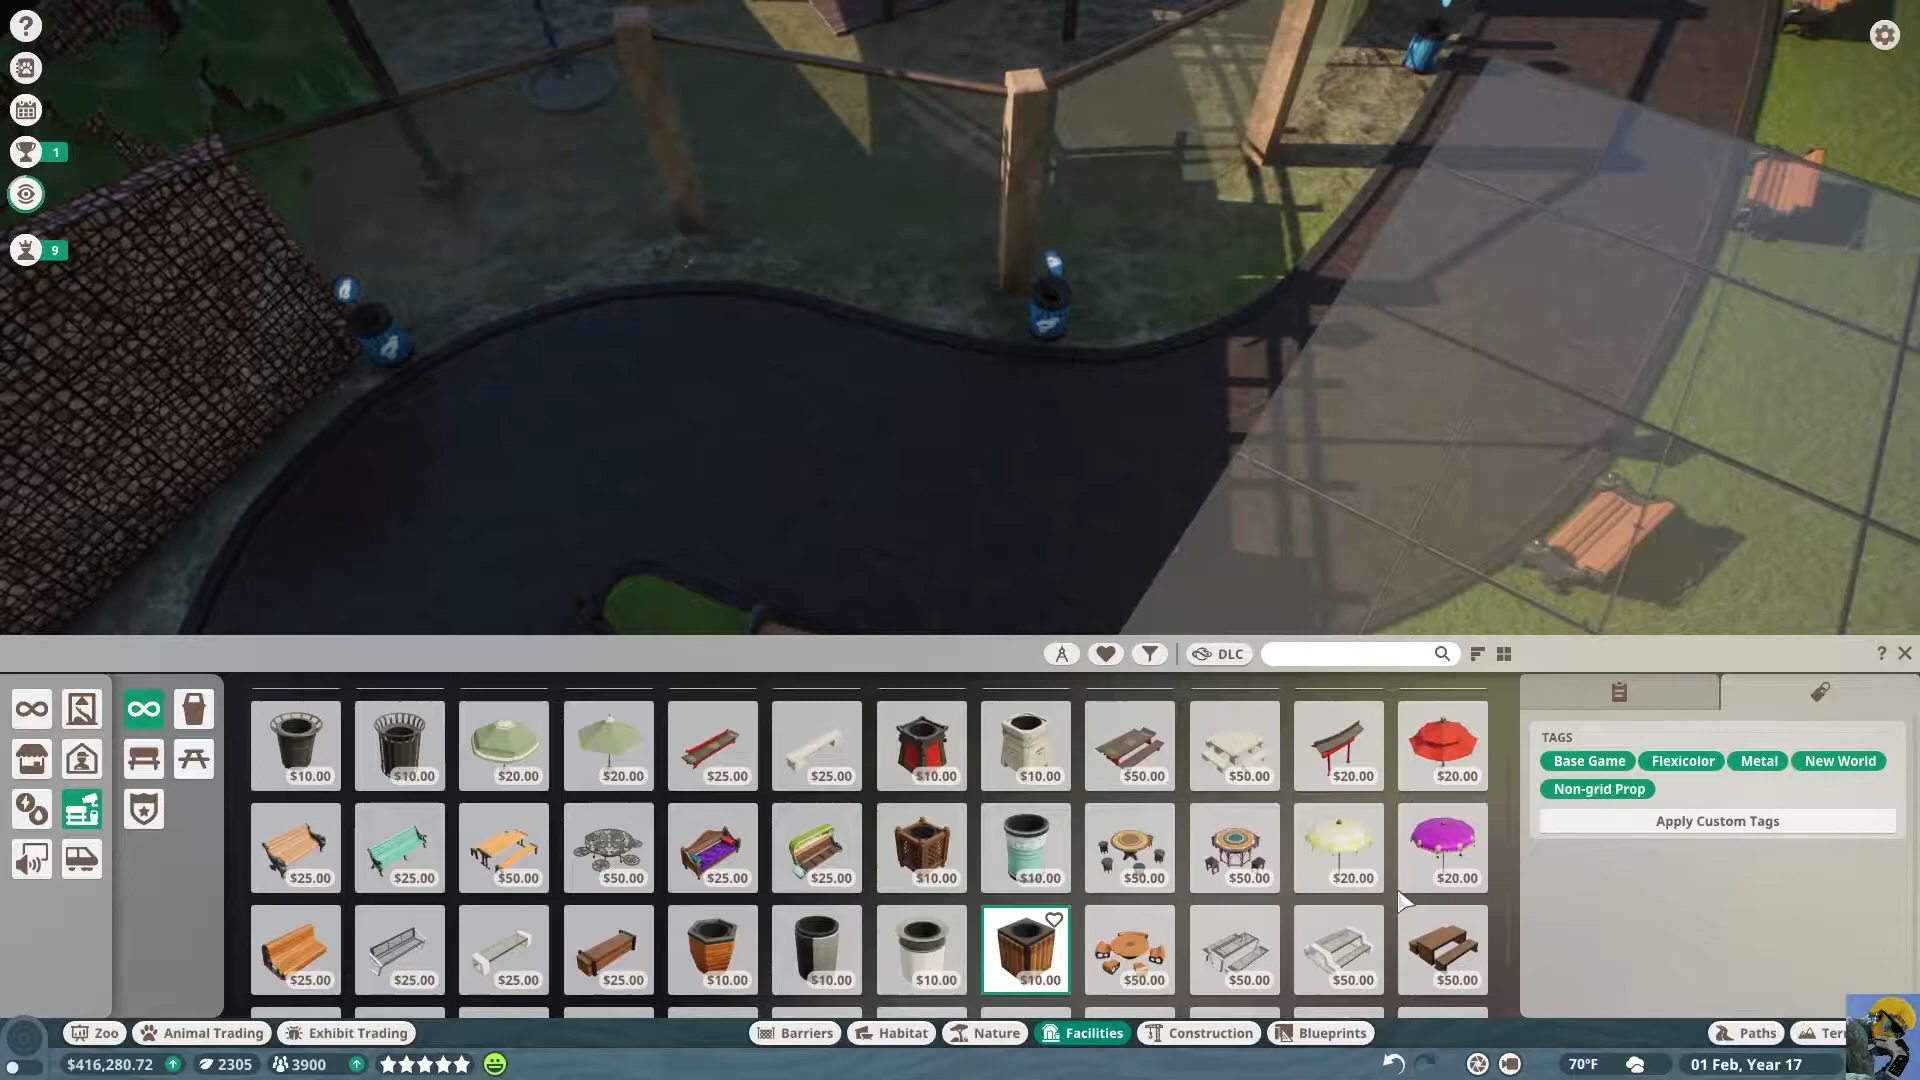 1
9
DLC
$10.00 $10.00 $20.00 $20.00 $25.00 $25.00 $10.00 $10.00 $50.00 $50.00 $20.00 $20.00
$25.00 $25.00 $50.00 $50.00 $25.00 $25.00 $10.00 $10.00 $50.00 $50.00 $20.00 $20.00
$25.00 $25.00 $25.00 $25.00 $10.00 $10.00 $10.00 $10.00 $50.00 $50.00 $50.00 $50.00
TAGS
Base Game Flexicolor Metal New World
Non-grid Prop
Apply Custom Tags
Zoo Animal Trading Exhibit Trading Barriers Habitat Nature Facilities Construction Blueprints Paths
$416,280.72 2305 3900 70°F 01 Feb, Year 17